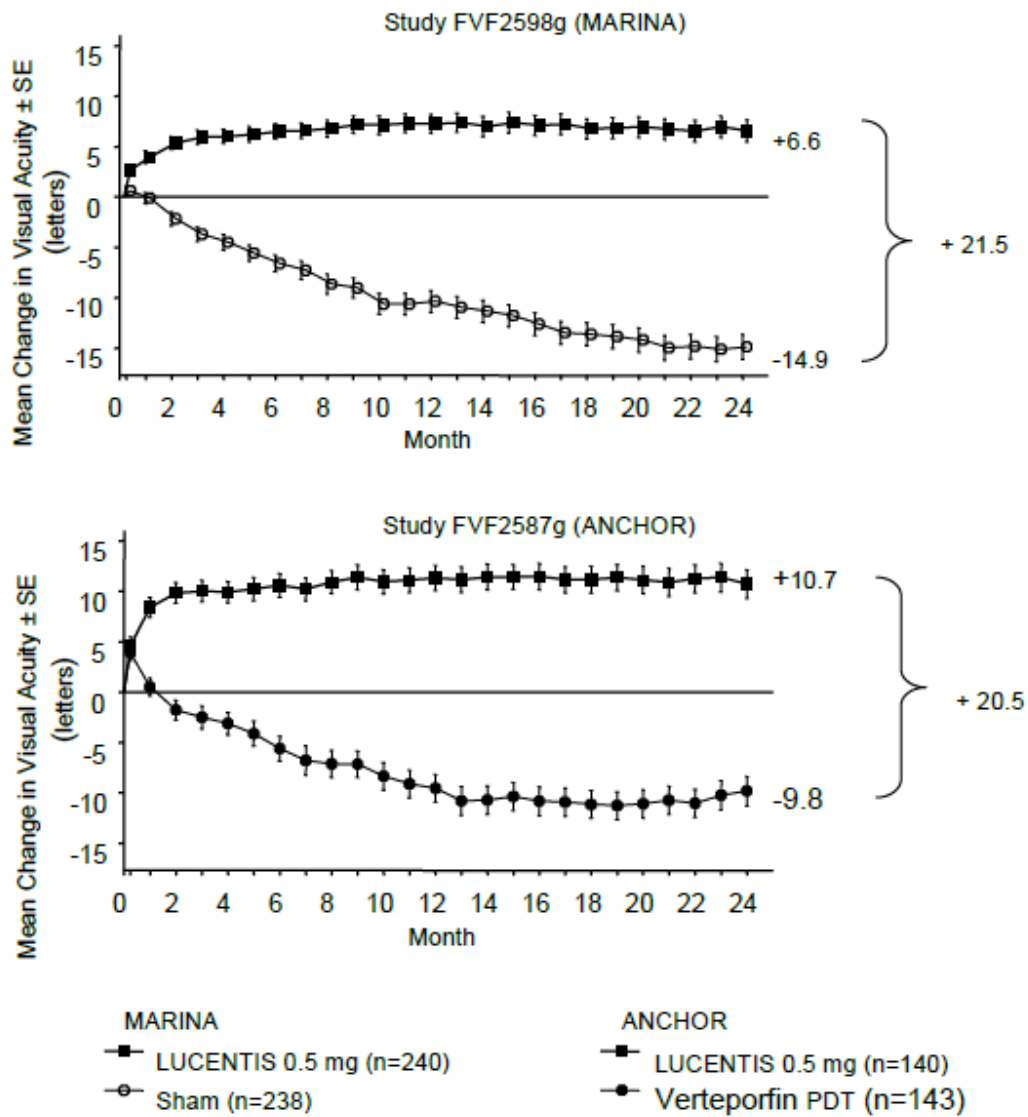 Study FVF2598g (MARINA)
Mean Change in Visual Acuity ± SE
(letters)
15
10
5
0
-5
-10
-15
+6.6
+ 21.5
-14.9
0 2 4 6 8 10 12 14 16 18 20 22 24
Month
Study FVF2587g (ANCHOR)
Mean Change in Visual Acuity ± SE
(letters)
15
10
5
0
-5
-10
-15
+10.7
+ 20.5
-9.8
0 2 4 6 8 10 12 14 16 18 20 22 24
Month
MARINA
LUCENTIS 0.5 mg (n=240)
Sham (n=238)
ANCHOR
LUCENTIS 0.5 mg (n=140)
Verteporfin PDT (n=143)